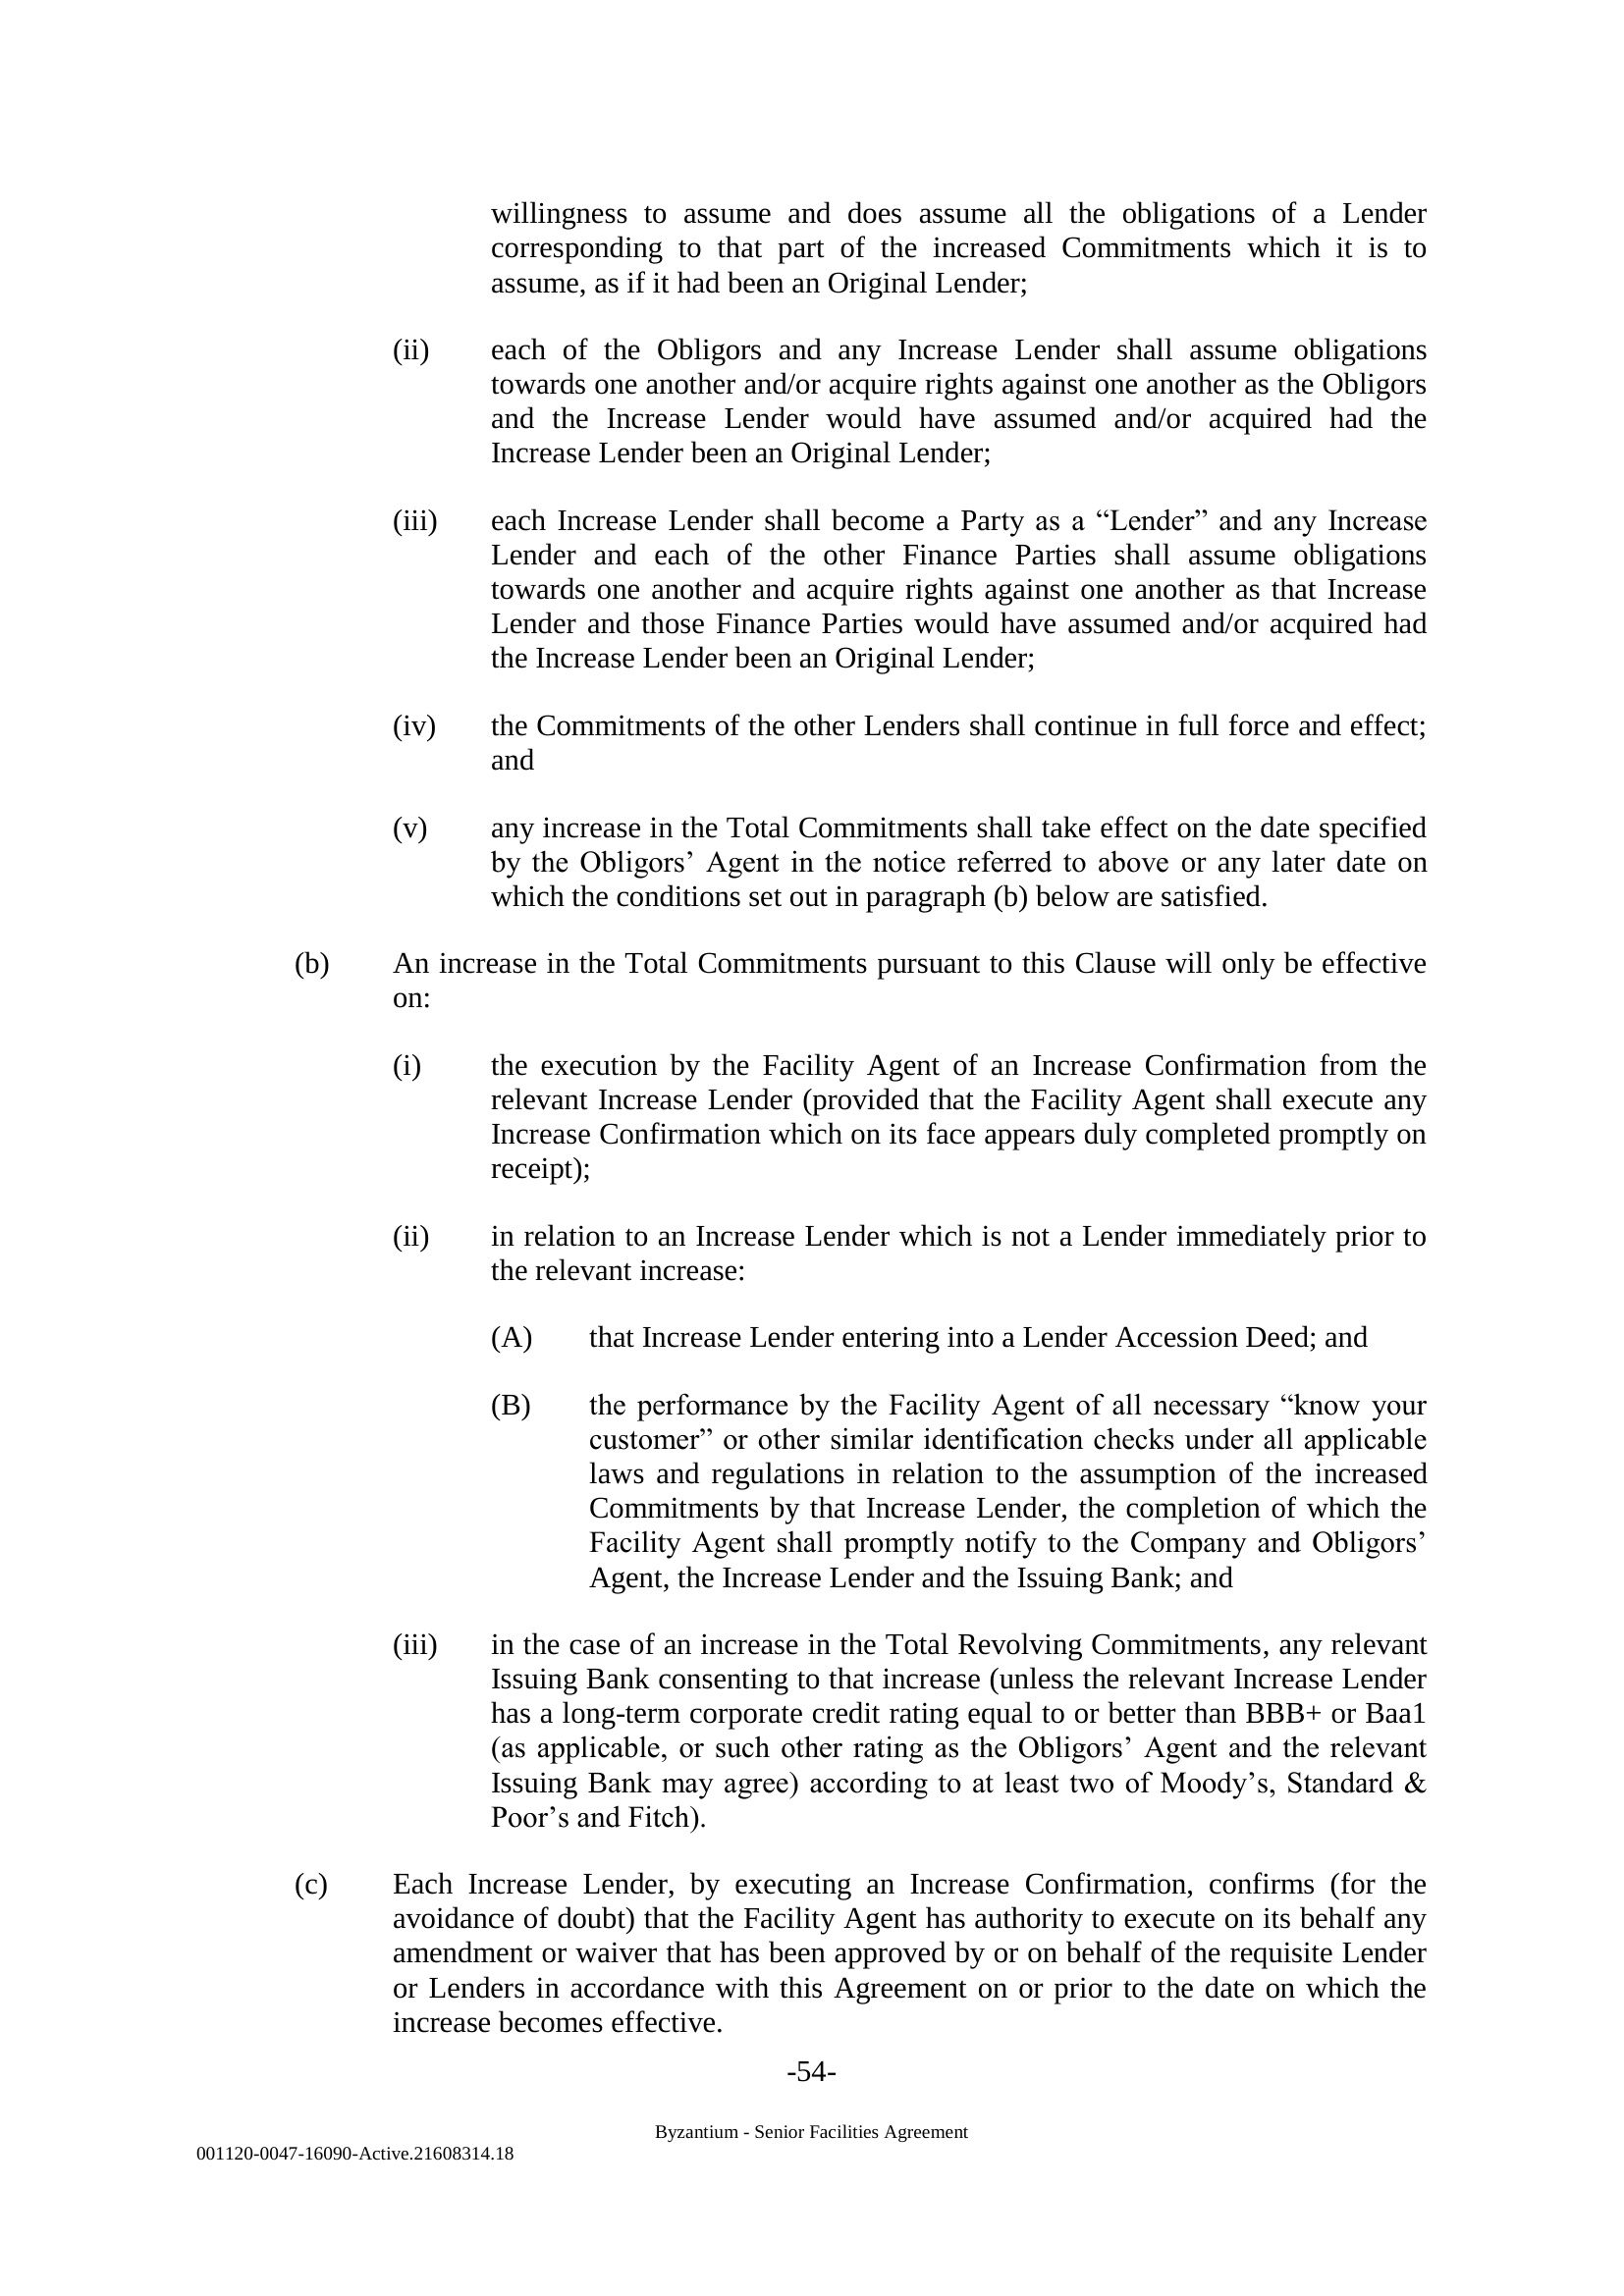 willingness to assume and does assume all the obligations of a Lender
corresponding to that part of the increased Commitments which it is to
assume, as if it had been an Original Lender;
(ii) each of the Obligors and any Increase Lender shall assume obligations
towards one another and/or acquire rights against one another as the Obligors
and the Increase Lender would have assumed and/or acquired had the
Increase Lender been an Original Lender;
(iii) each Increase Lender shall become a Party as a “Lender” and any Increase
Lender and each of the other Finance Parties shall assume obligations
towards one another and acquire rights against one another as that Increase
Lender and those Finance Parties would have assumed and/or acquired had
the Increase Lender been an Original Lender;
(iv) the Commitments of the other Lenders shall continue in full force and effect;
and
(v) any increase in the Total Commitments shall take effect on the date specified
by the Obligors’ Agent in the notice referred to above or any later date on
which the conditions set out in paragraph (b) below are satisfied.
(b) An increase in the Total Commitments pursuant to this Clause will only be effective
on:
(i) the execution by the Facility Agent of an Increase Confirmation from the
relevant Increase Lender (provided that the Facility Agent shall execute any
Increase Confirmation which on its face appears duly completed promptly on
receipt);
(ii) in relation to an Increase Lender which is not a Lender immediately prior to
the relevant increase:
(A) that Increase Lender entering into a Lender Accession Deed; and
(B) the performance by the Facility Agent of all necessary “know your
customer” or other similar identification checks under all applicable
laws and regulations in relation to the assumption of the increased
Commitments by that Increase Lender, the completion of which the
Facility Agent shall promptly notify to the Company and Obligors’
Agent, the Increase Lender and the Issuing Bank; and
(iii) in the case of an increase in the Total Revolving Commitments, any relevant
Issuing Bank consenting to that increase (unless the relevant Increase Lender
has a long-term corporate credit rating equal to or better than BBB+ or Baa1
(as applicable, or such other rating as the Obligors’ Agent and the relevant
Issuing Bank may agree) according to at least two of Moody’s, Standard &
Poor’s and Fitch).
(c) Each Increase Lender, by executing an Increase Confirmation, confirms (for the
avoidance of doubt) that the Facility Agent has authority to execute on its behalf any
amendment or waiver that has been approved by or on behalf of the requisite Lender
or Lenders in accordance with this Agreement on or prior to the date on which the
increase becomes effective.
-54-
Byzantium - Senior Facilities Agreement
001120-0047-16090-Active.21608314.18